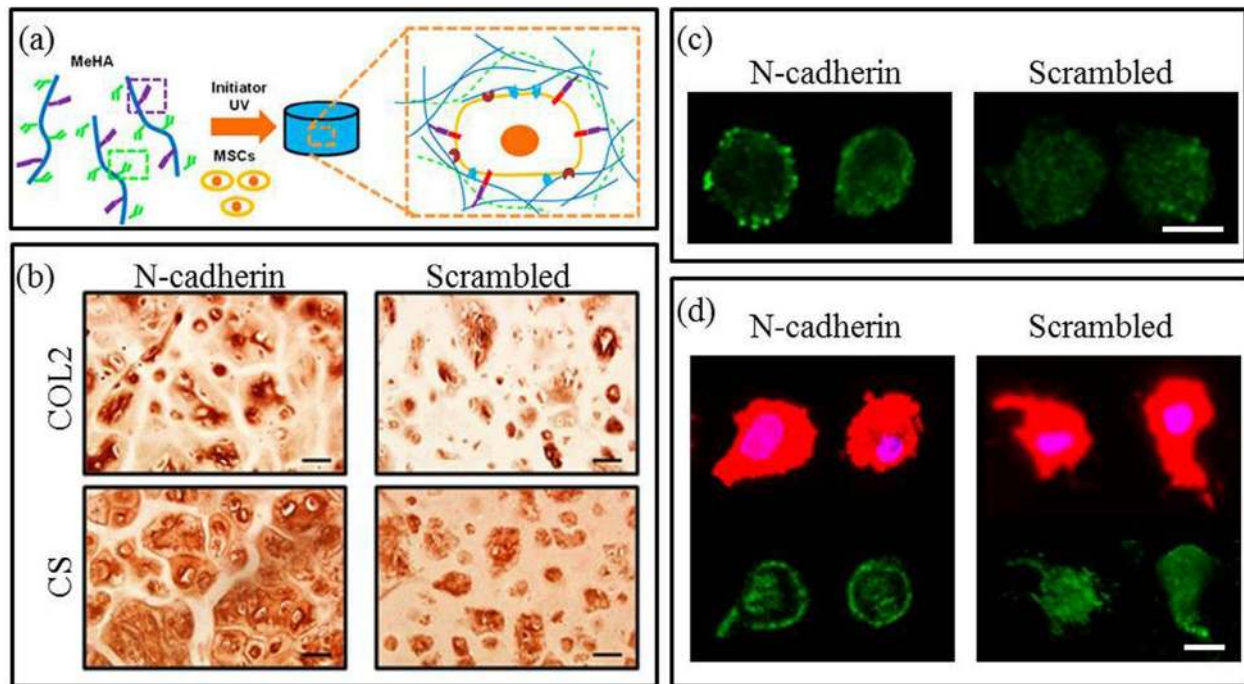 (a)
MeHA
Initiator
UV
MSCs
(b)
N-cadherin Scrambled
COL2
CS
(c)
N-cadherin Scrambled
(d)
N-cadherin Scrambled